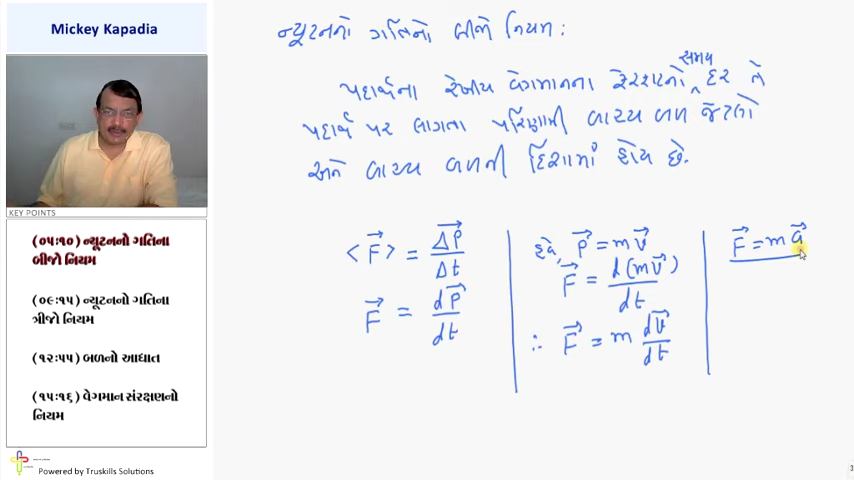 Mickey Kapadia
KEY POINTS
(૦૫:૧૦) ન્યૂટનનો ગતિના
બીજો નિયમ
(૦૯:૧૫) ન્યૂટનનો ગતિના
ત્રીજો નિયમ
(૧૨:૫૫) બળનો આઘાત
(૧૫:૧૬) વેગમાન સંરક્ષણનો
નિયમ
Powered by Truskills Solutions
ન્યૂટનનો ગતિનો બીજો નિયમ:
સમય
પદાર્થના રેખીય વેગમાનના ફેરફારનો ^ દર તે
પદાર્થ પર લાગતા પરિણામી બાહ્ય બળ જેટલો
અને બાહ્ય બળની દિશામાં હોય છે.
<F⃗> = Δp⃗/Δt
F⃗ = dp⃗/dt
હવે, p⃗ = mv⃗
F⃗ = d(mv⃗)/dt
∴ F⃗ = m dv⃗/dt
F⃗ = ma⃗
3